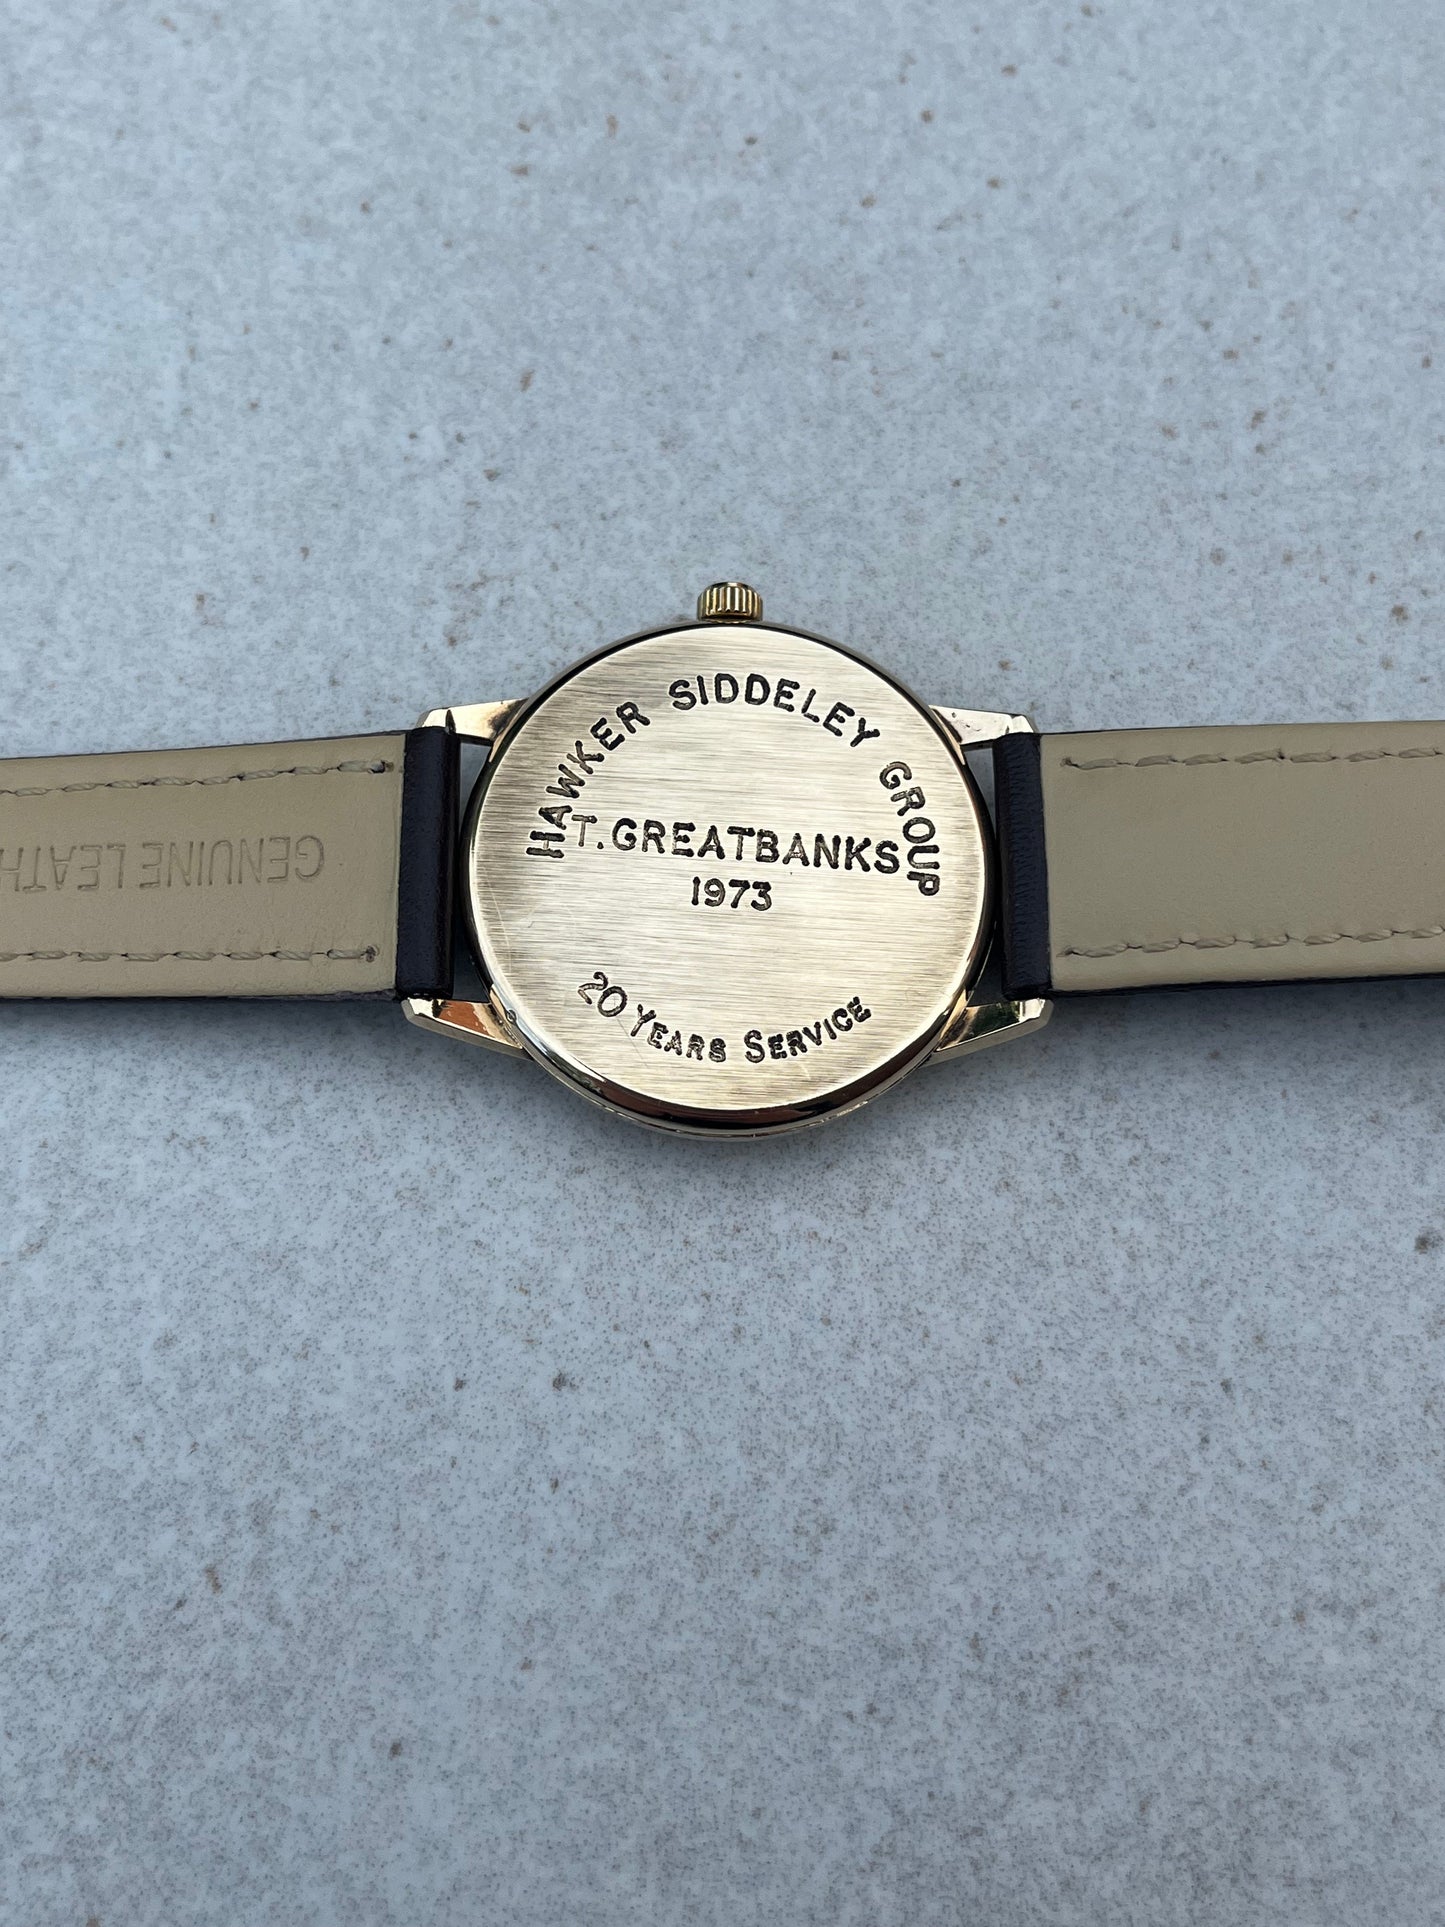 HAWKER SIDDELEY GROUP
T. GREATBANKS
1973
20 YEARS SERVICE
GENUINE LEATH